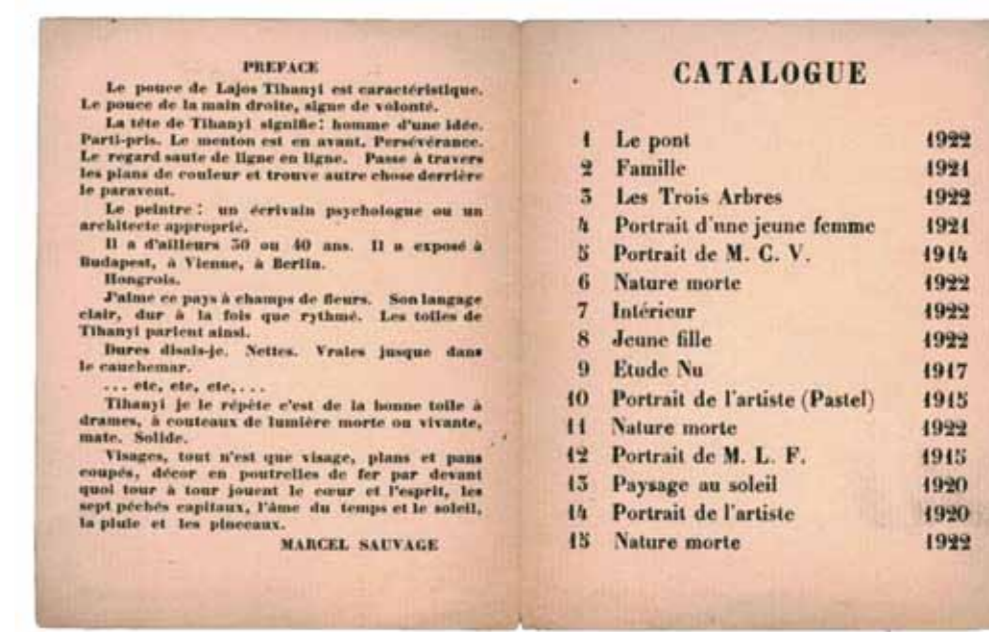 PREFACE
Le pouce de Lajos Tihanyi est caractéristique.
Le pouce de la main droite, signe de volonté.
La tête de Tihanyi signifie: homme d'une idée.
Parti-pris. Le menton est en avant. Persévérance.
Le regard saute de ligne en ligne. Passe à travers
les plans de couleur et trouve autre chose derrière
le paravent.
Le peintre: un écrivain psychologue ou un
architecte approprié.
Il a d'ailleurs 30 ou 40 ans. Il a exposé à
Budapest, à Vienne, à Berlin.
Hongrois.
J'aime ce pays à champs de fleurs. Son langage
clair, dur à la fois que rythmé. Les toiles de
Tihanyi parlent ainsi.
Dures disais-je. Nettes. Vraies jusque dans
le cauchemar.
... etc, etc, etc,...
Tihanyi je le répète c'est de la bonne toile à
drames, à couteaux de lumière morte ou vivante,
mate. Solide.
Visages, tout n'est que visage, plans et pans
coupés, décor en poutrelles de fer par devant
quoi tour à tour jouent le cœur et l'esprit, les
sept péchés capitaux, l'âme du temps et le soleil,
la pluie et les pinceaux.
MARCEL SAUVAGE
CATALOGUE
1 Le pont 1922
2 Famille 1921
3 Les Trois Arbres 1922
4 Portrait d'une jeune femme 1921
5 Portrait de M. C. V. 1914
6 Nature morte 1922
7 Intérieur 1922
8 Jeune fille 1922
9 Etude Nu 1917
10 Portrait de l'artiste (Pastel) 1915
11 Nature morte 1922
12 Portrait de M. L. F. 1915
13 Paysage au soleil 1920
14 Portrait de l'artiste 1920
15 Nature morte 1922